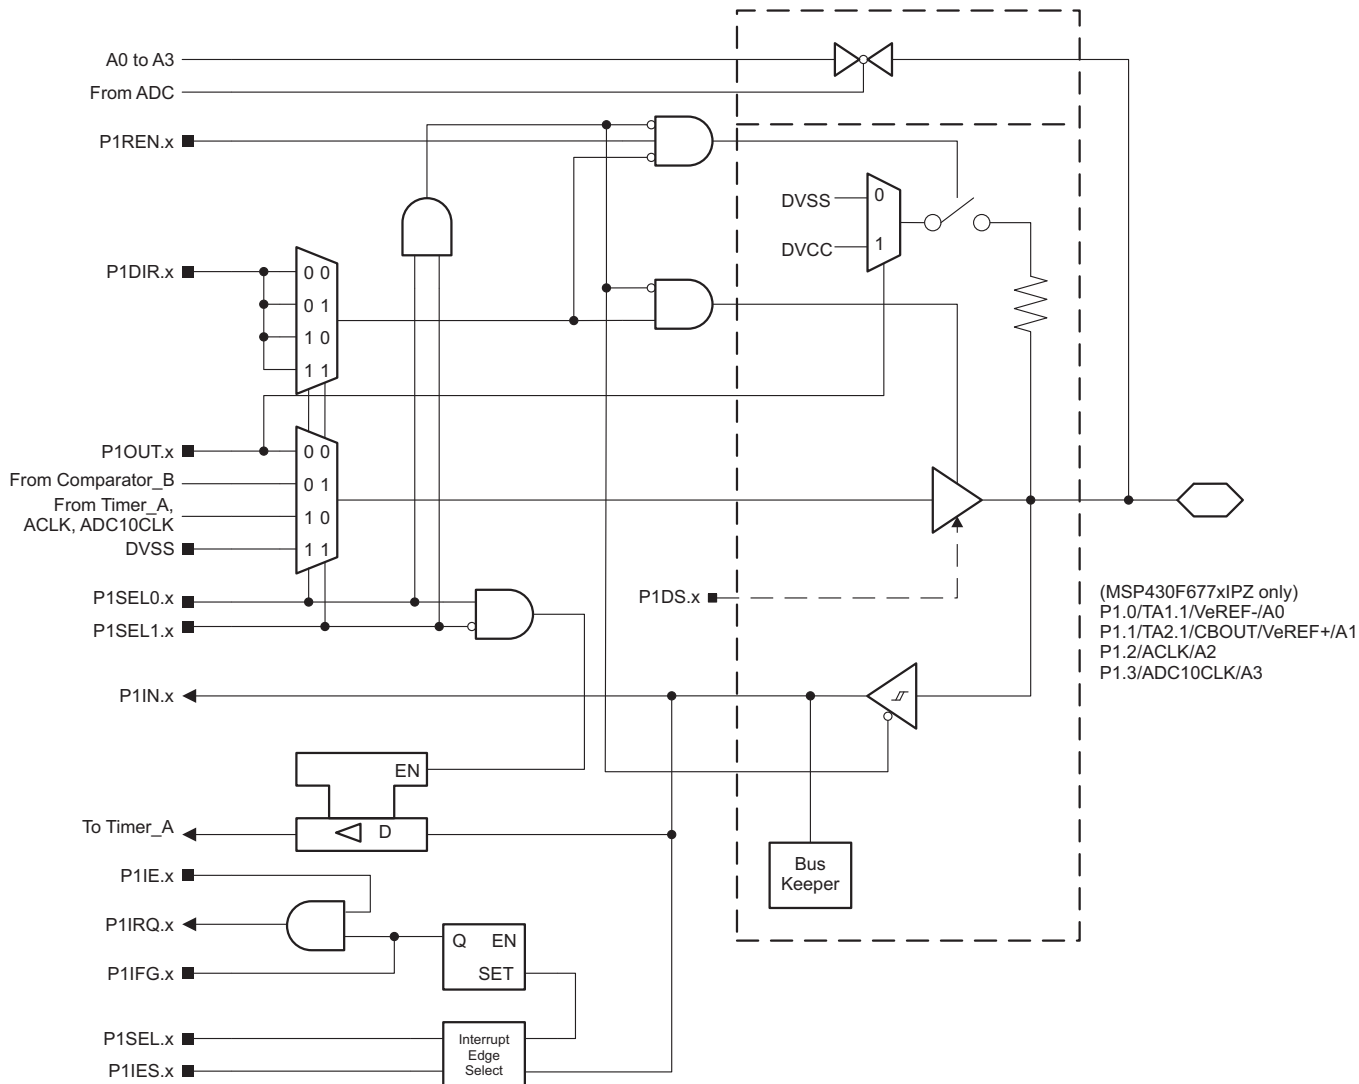 A0 to A3
From ADC
P1REN.x
DVSS
0
DVCC
1
P1DIR.x
0 0
0 1
1 0
1 1
P1OUT.x
0 0
From Comparator_B
0 1
From Timer_A,
ACLK, ADC10CLK
1 0
DVSS
1 1
P1SEL0.x
P1SEL1.x
P1DS.x
(MSP430F677xIPZ only)
P1.0/TA1.1/VeREF-/A0
P1.1/TA2.1/CBOUT/VeREF+/A1
P1.2/ACLK/A2
P1.3/ADC10CLK/A3
P1IN.x
EN
To Timer_A
D
Bus
Keeper
P1IE.x
P1IRQ.x
Q EN
P1IFG.x
SET
P1SEL.x
P1IES.x
Interrupt
Edge
Select